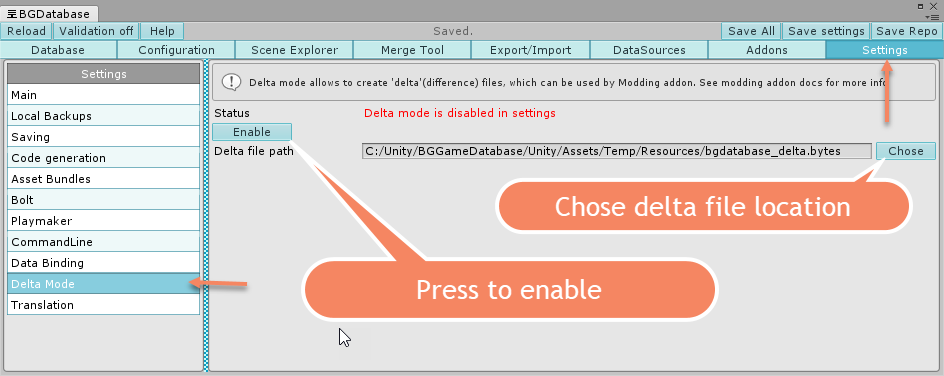 BGDatabase
Reload Validation off Help Saved. Save All Save settings Save Repo
Database Configuration Scene Explorer Merge Tool Export/Import DataSources Addons Settings
Settings
Main
Local Backups
Saving
Code generation
Asset Bundles
Bolt
Playmaker
CommandLine
Data Binding
Delta Mode
Translation
Delta mode allows to create 'delta'(difference) files, which can be used by Modding addon. See modding addon docs for more info
Status Delta mode is disabled in settings
Enable
Delta file path C:/Unity/BGGameDatabase/Unity/Assets/Temp/Resources/bgdatabase_delta.bytes Chose
Chose delta file location
Press to enable